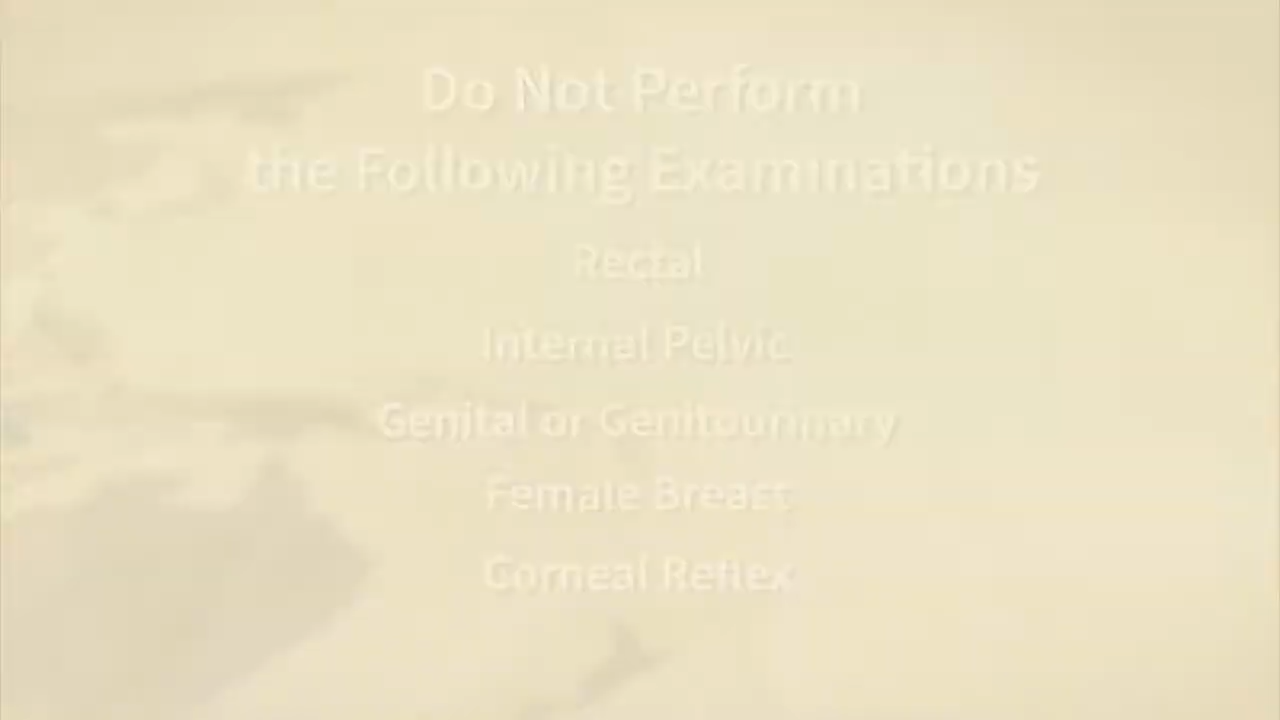 Do Not Perform
the Following Examinations
Rectal
Internal Pelvic
Genital or Genitourinary
Female Breast
Corneal Reflex